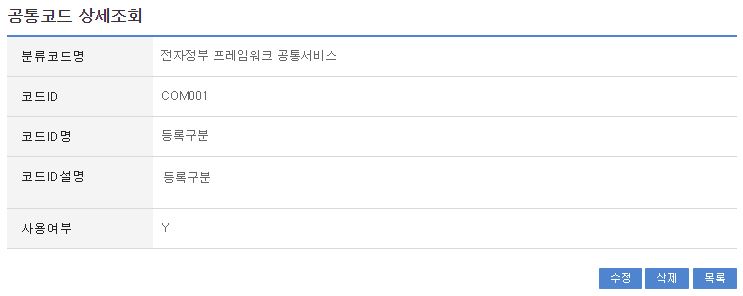 공통코드 상세조회
분류코드명 전자정부 프레임워크 공통서비스
코드ID COM001
코드ID명 등록구분
코드ID설명 등록구분
사용여부 Y
수정 삭제 목록